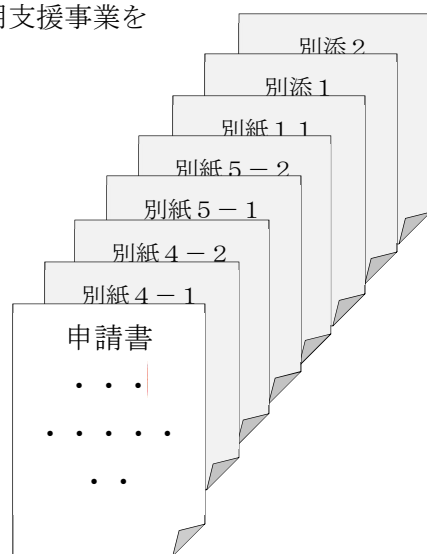 支援事業を
別添２
別添１
別紙１１
別紙５－２
別紙５－１
別紙４－２
別紙４－１
申請書
・・・
・・・・・
・・